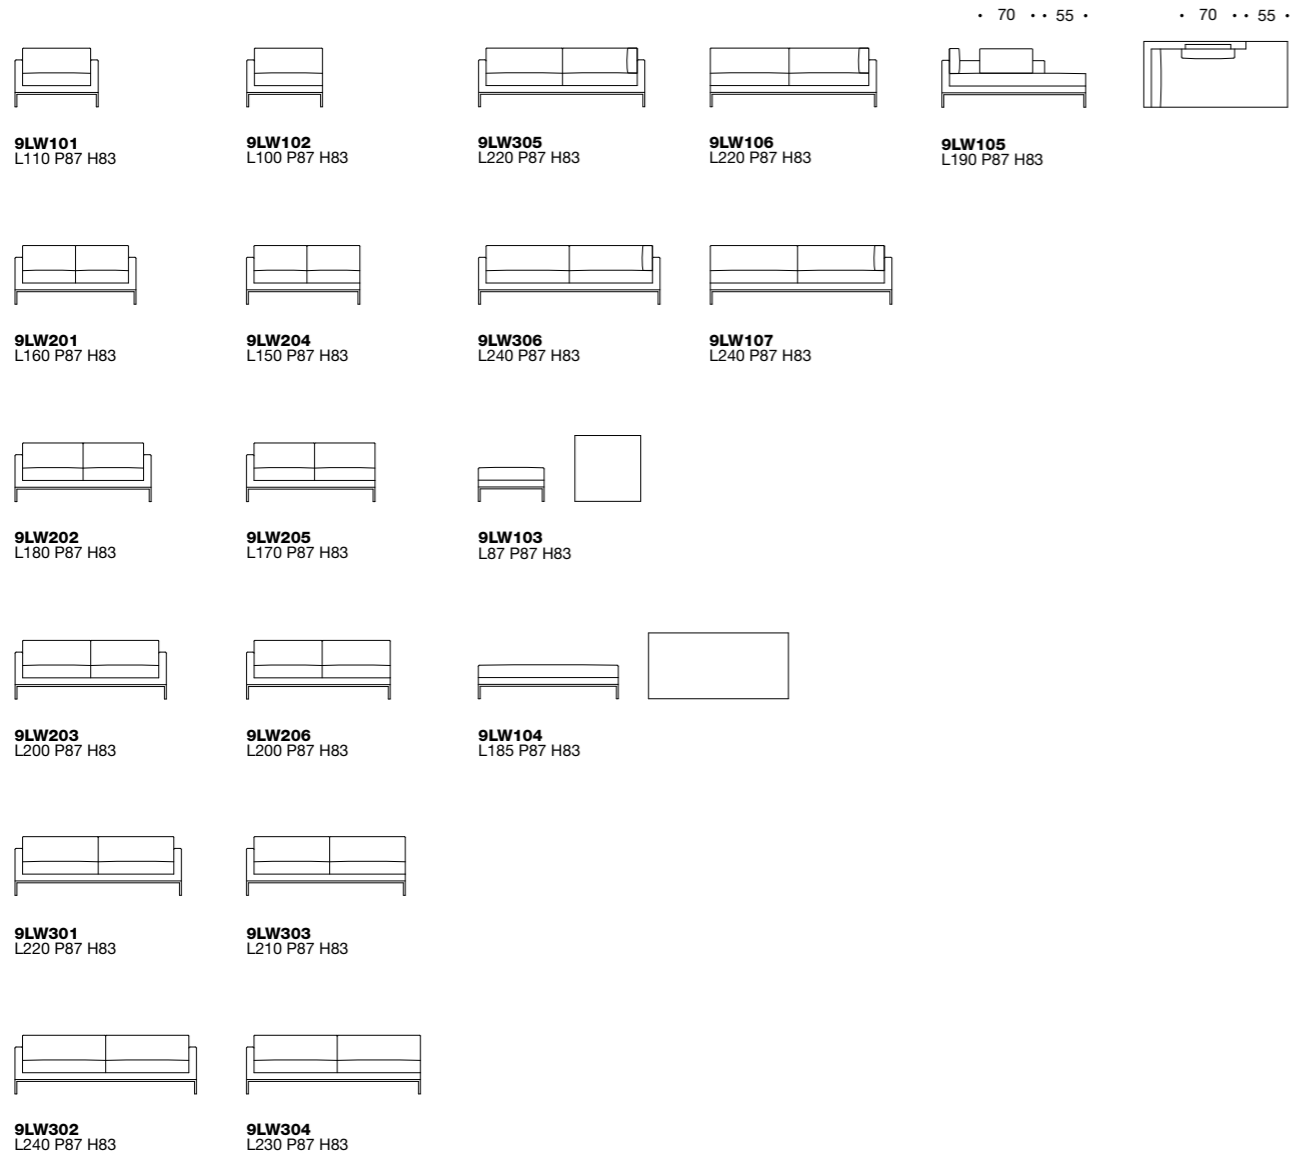 • 70 • • 55 •
• 70 • • 55 •
9LW101
L110 P87 H83
9LW102
L100 P87 H83
9LW305
L220 P87 H83
9LW106
L220 P87 H83
9LW105
L190 P87 H83
9LW201
L160 P87 H83
9LW204
L150 P87 H83
9LW306
L240 P87 H83
9LW107
L240 P87 H83
9LW202
L180 P87 H83
9LW205
L170 P87 H83
9LW103
L87 P87 H83
9LW203
L200 P87 H83
9LW206
L200 P87 H83
9LW104
L185 P87 H83
9LW301
L220 P87 H83
9LW303
L210 P87 H83
9LW302
L240 P87 H83
9LW304
L230 P87 H83